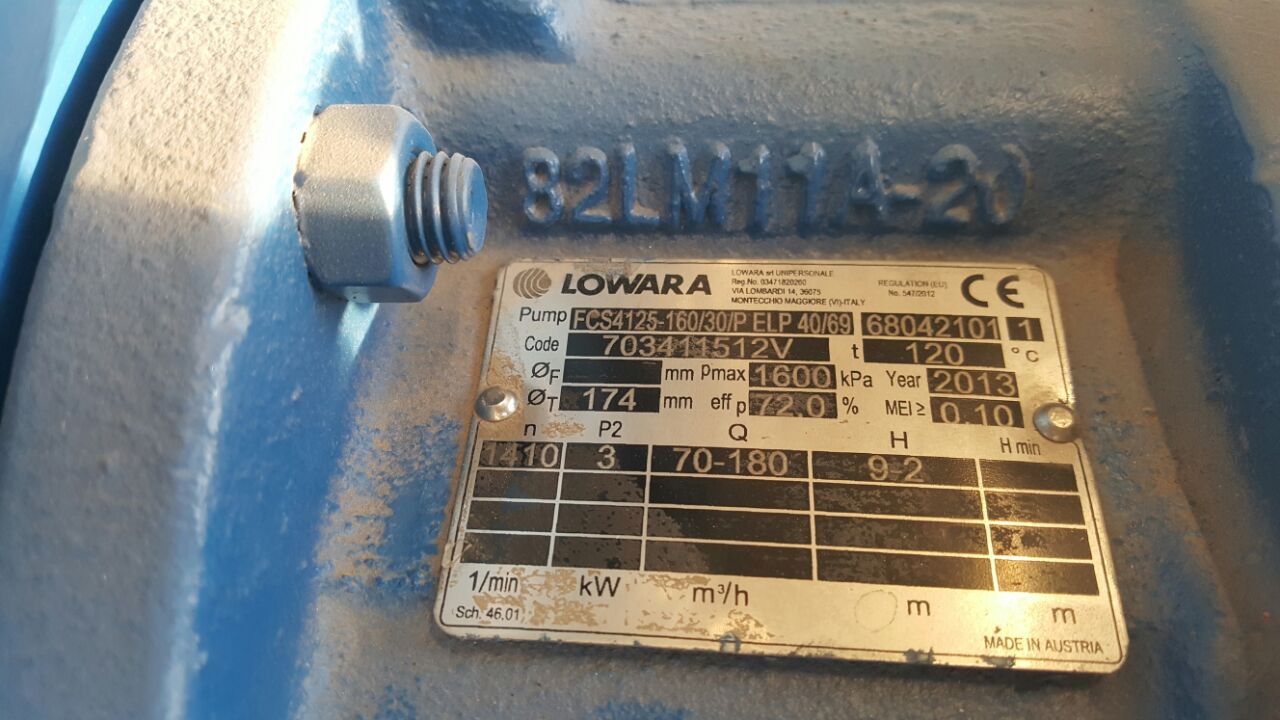 82LM11A-20
LOWARA
LOWARA srl UNIPERSONALE
Reg.No. 03471820260
VIA LOMBARDI 14, 36075
MONTECCHIO MAGGIORE (VI)-ITALY
REGULATION (EU)
No. 547/2012
CE
Pump FCS4125-160/30/P ELP 40/69 68042101 1
Code 703411512V t 120 °C
ØF mm Pmax 1600 kPa Year 2013
ØT 174 mm eff p 72.0 % MEI ≥ 0.10
n P2 Q H H min
1410 3 70-180 9-2
1/min kW m³/h m m
Sch. 46.01
MADE IN AUSTRIA